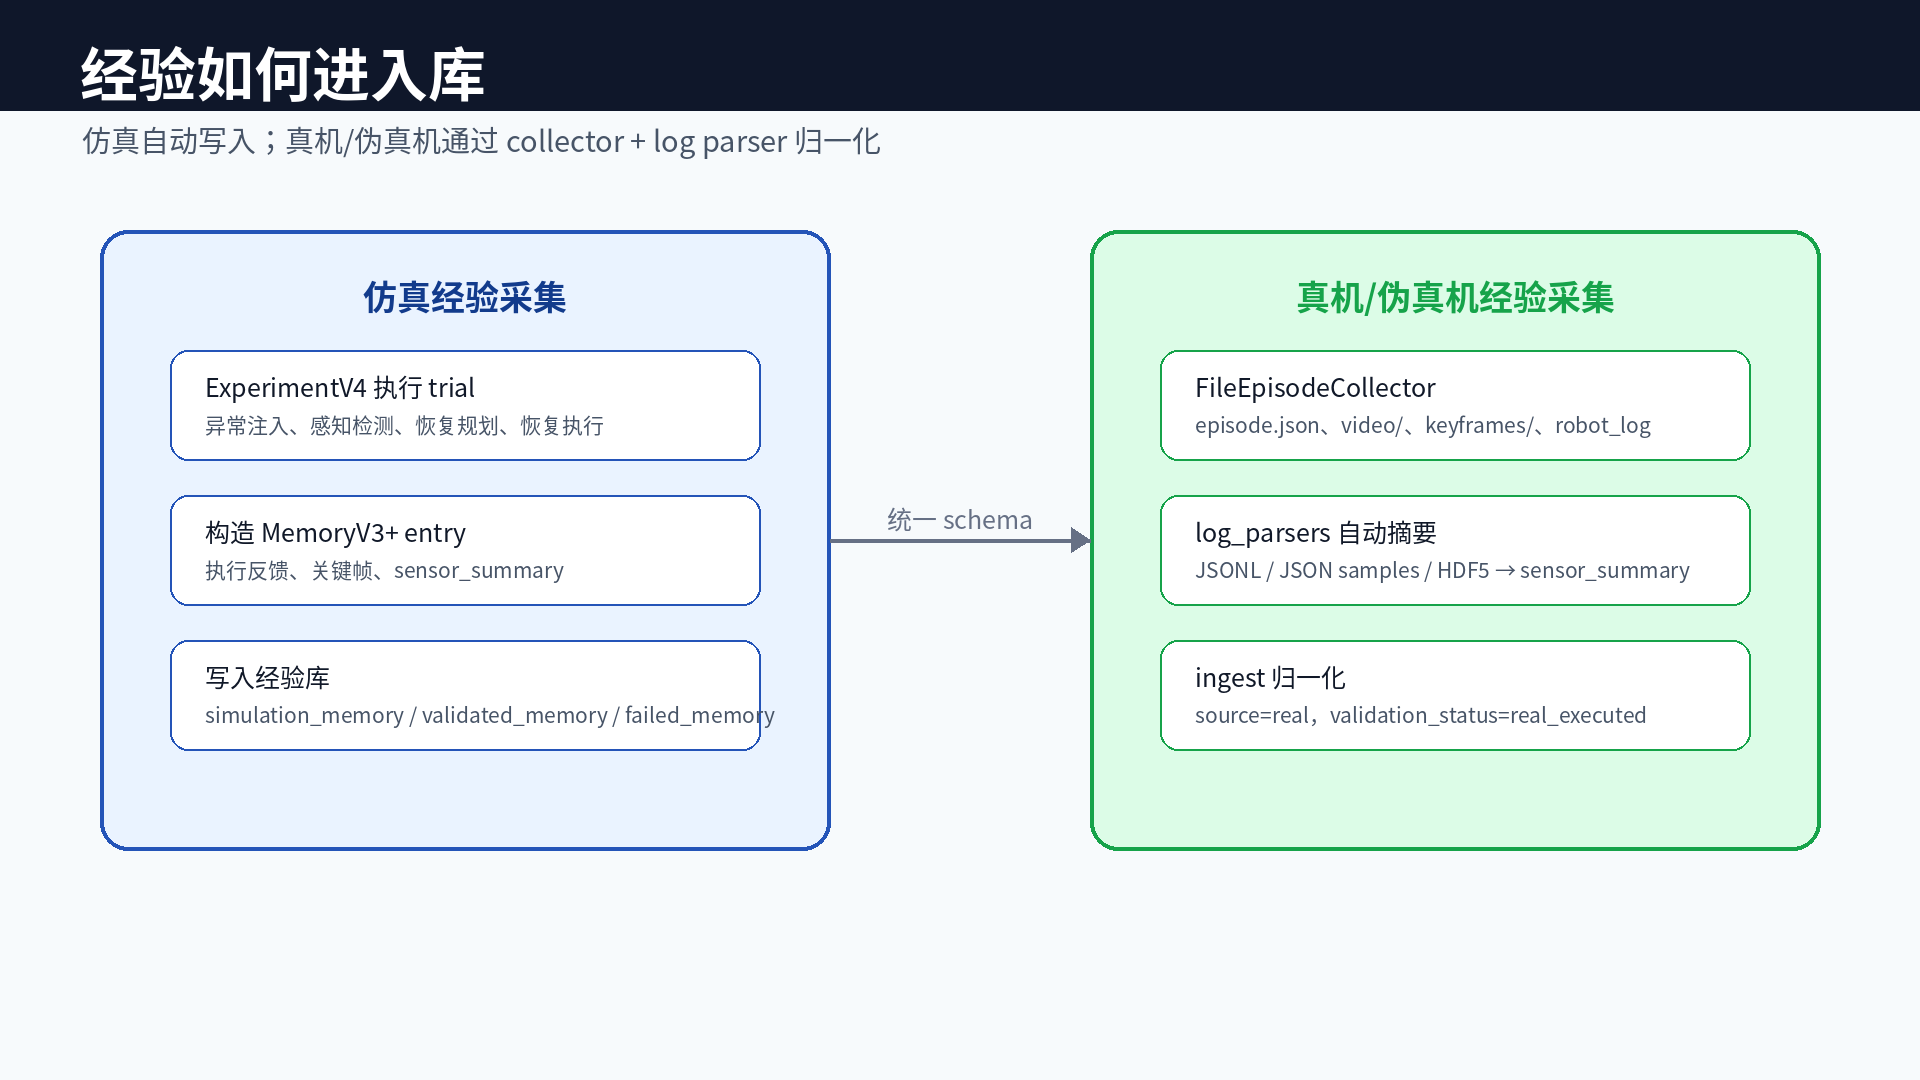 经验如何进入库
仿真自动写入；真机/伪真机通过 collector + log parser 归一化
仿真经验采集
ExperimentV4 执行 trial
异常注入、感知检测、恢复规划、恢复执行
构造 MemoryV3+ entry
执行反馈、关键帧、sensor_summary
写入经验库
simulation_memory / validated_memory / failed_memory
统一 schema
真机/伪真机经验采集
FileEpisodeCollector
episode.json、video/、keyframes/、robot_log
log_parsers 自动摘要
JSONL / JSON samples / HDF5 → sensor_summary
ingest 归一化
source=real，validation_status=real_executed